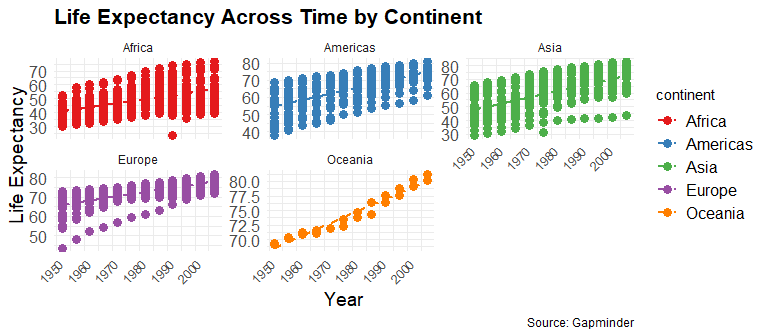 Life Expectancy Across Time by Continent
Africa
Americas
Asia
70
60
50
40
30
80
70
60
50
40
80
70
60
50
40
30
1950
1960
1970
1980
1990
2000
Europe
Oceania
80
70
60
50
80.0
77.5
75.0
72.5
70.0
1950
1960
1970
1980
1990
2000
1950
1960
1970
1980
1990
2000
Life Expectancy
Year
continent
Africa
Americas
Asia
Europe
Oceania
Source: Gapminder